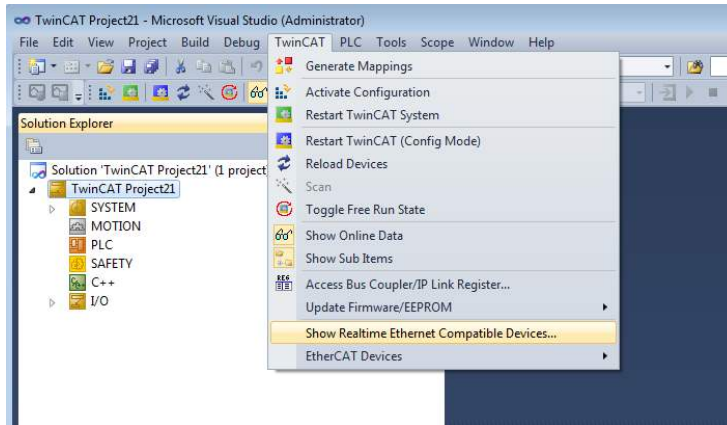 TwinCAT Project21 - Microsoft Visual Studio (Administrator)
File Edit View Project Build Debug TwinCAT PLC Tools Scope Window Help
Generate Mappings
Activate Configuration
Restart TwinCAT System
Solution Explorer
Restart TwinCAT (Config Mode)
Reload Devices
Solution 'TwinCAT Project21' (1 project
Scan
TwinCAT Project21
Toggle Free Run State
SYSTEM
MOTION
Show Online Data
PLC
Show Sub Items
SAFETY
C++
REG
Access Bus Coupler/IP Link Register...
I/O
Update Firmware/EEPROM
Show Realtime Ethernet Compatible Devices...
EtherCAT Devices